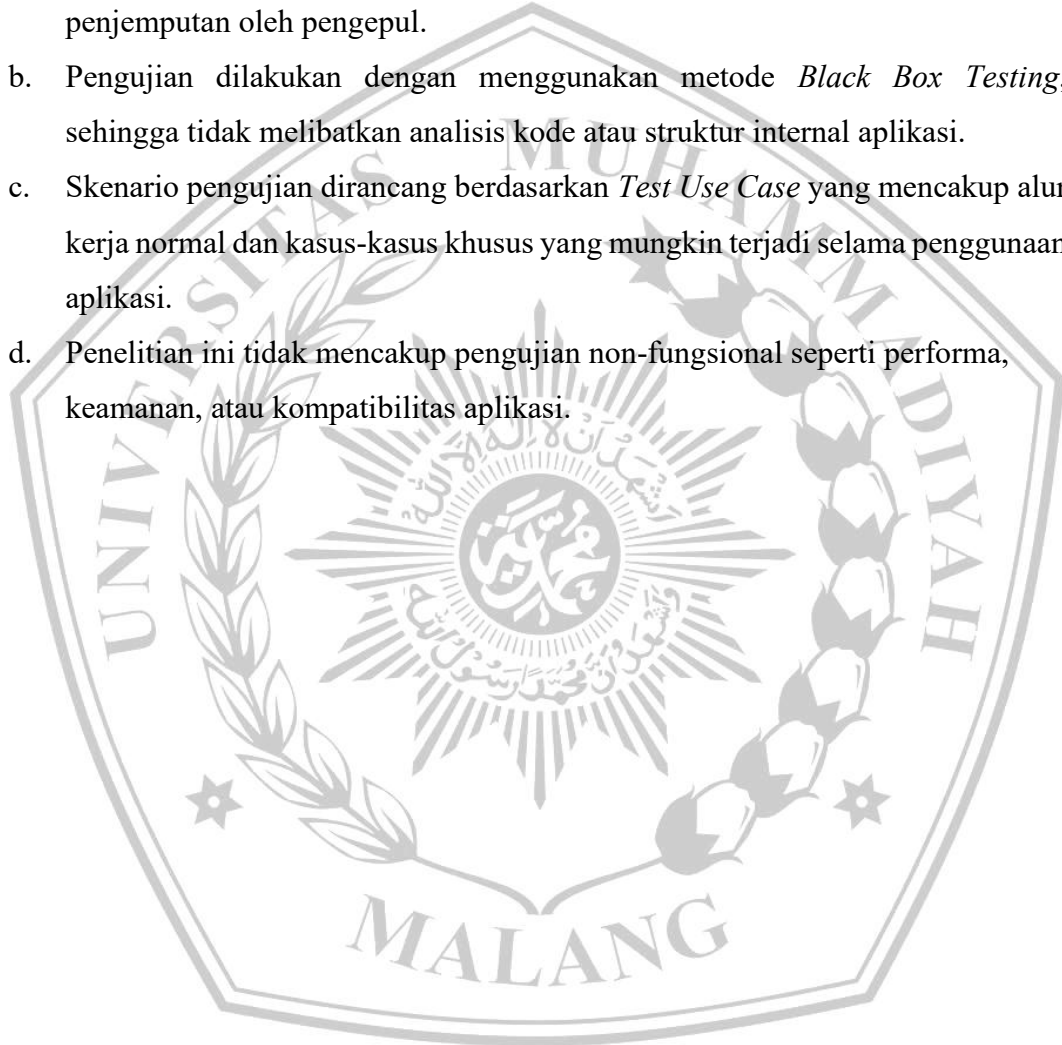 penjemputan oleh pengepul.
b. Pengujian dilakukan dengan menggunakan metode Black Box Testing,
sehingga tidak melibatkan analisis kode atau struktur internal aplikasi.
c. Skenario pengujian dirancang berdasarkan Test Use Case yang mencakup alur
kerja normal dan kasus-kasus khusus yang mungkin terjadi selama penggunaan
aplikasi.
d. Penelitian ini tidak mencakup pengujian non-fungsional seperti performa,
keamanan, atau kompatibilitas aplikasi.
UNIVERSITAS MUHAMMADIYAH
MALANG